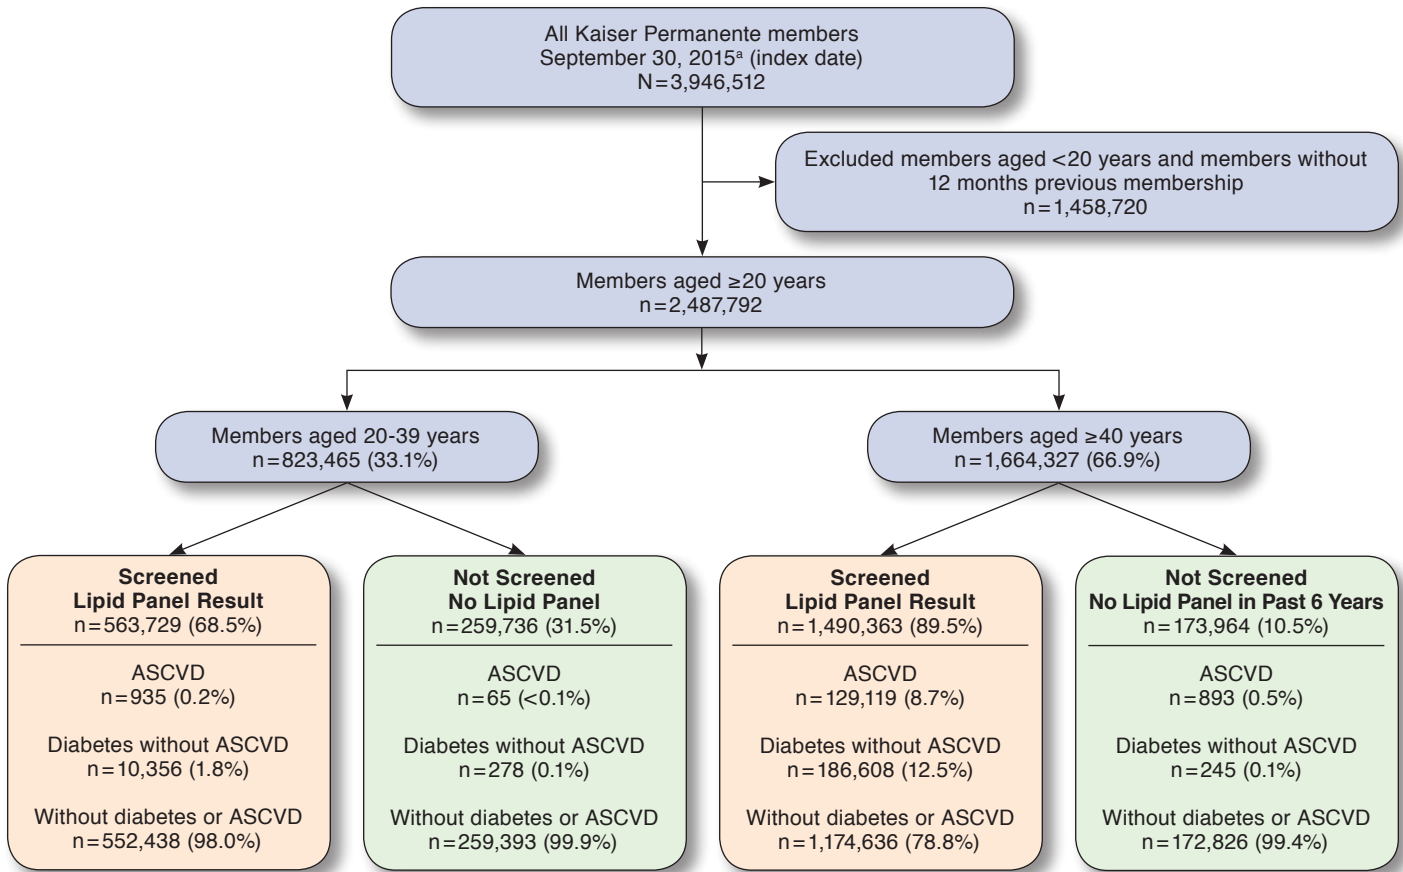 All Kaiser Permanente members
September 30, 2015ᵃ (index date)
N=3,946,512
Excluded members aged <20 years and members without
12 months previous membership
n=1,458,720
Members aged ≥20 years
n=2,487,792
Members aged 20-39 years
n=823,465 (33.1%)
Members aged ≥40 years
n=1,664,327 (66.9%)
Screened
Lipid Panel Result
n=563,729 (68.5%)
ASCVD
n=935 (0.2%)
Diabetes without ASCVD
n=10,356 (1.8%)
Without diabetes or ASCVD
n=552,438 (98.0%)
Not Screened
No Lipid Panel
n=259,736 (31.5%)
ASCVD
n=65 (<0.1%)
Diabetes without ASCVD
n=278 (0.1%)
Without diabetes or ASCVD
n=259,393 (99.9%)
Screened
Lipid Panel Result
n=1,490,363 (89.5%)
ASCVD
n=129,119 (8.7%)
Diabetes without ASCVD
n=186,608 (12.5%)
Without diabetes or ASCVD
n=1,174,636 (78.8%)
Not Screened
No Lipid Panel in Past 6 Years
n=173,964 (10.5%)
ASCVD
n=893 (0.5%)
Diabetes without ASCVD
n=245 (0.1%)
Without diabetes or ASCVD
n=172,826 (99.4%)